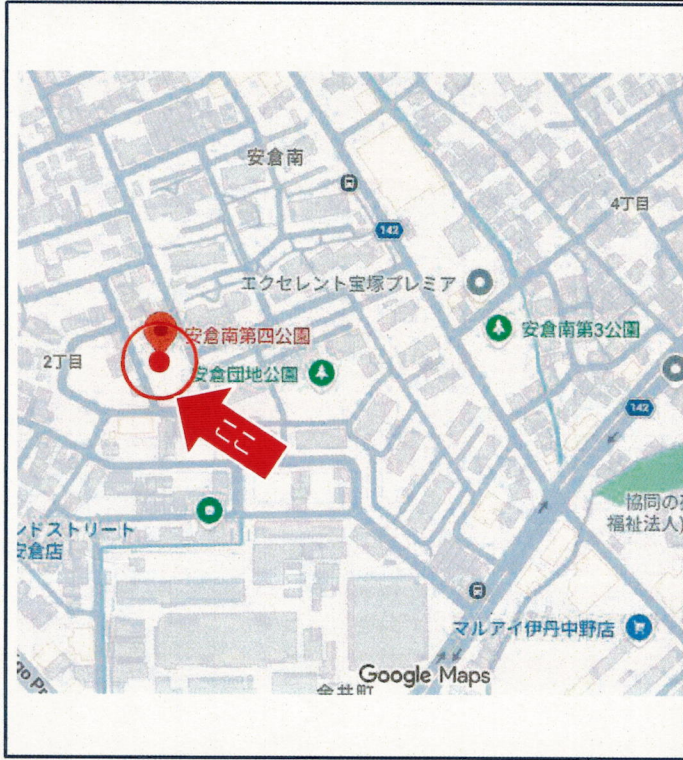 安倉南
142
4丁目
エクセレント宝塚プレミア
安倉南第四公園
安倉南第3公園
2丁目
安倉団地公園
142
ここ
ンドストリート
安倉店
協同の
福祉法人)
マルアイ伊丹中野店
Google Maps
金井町